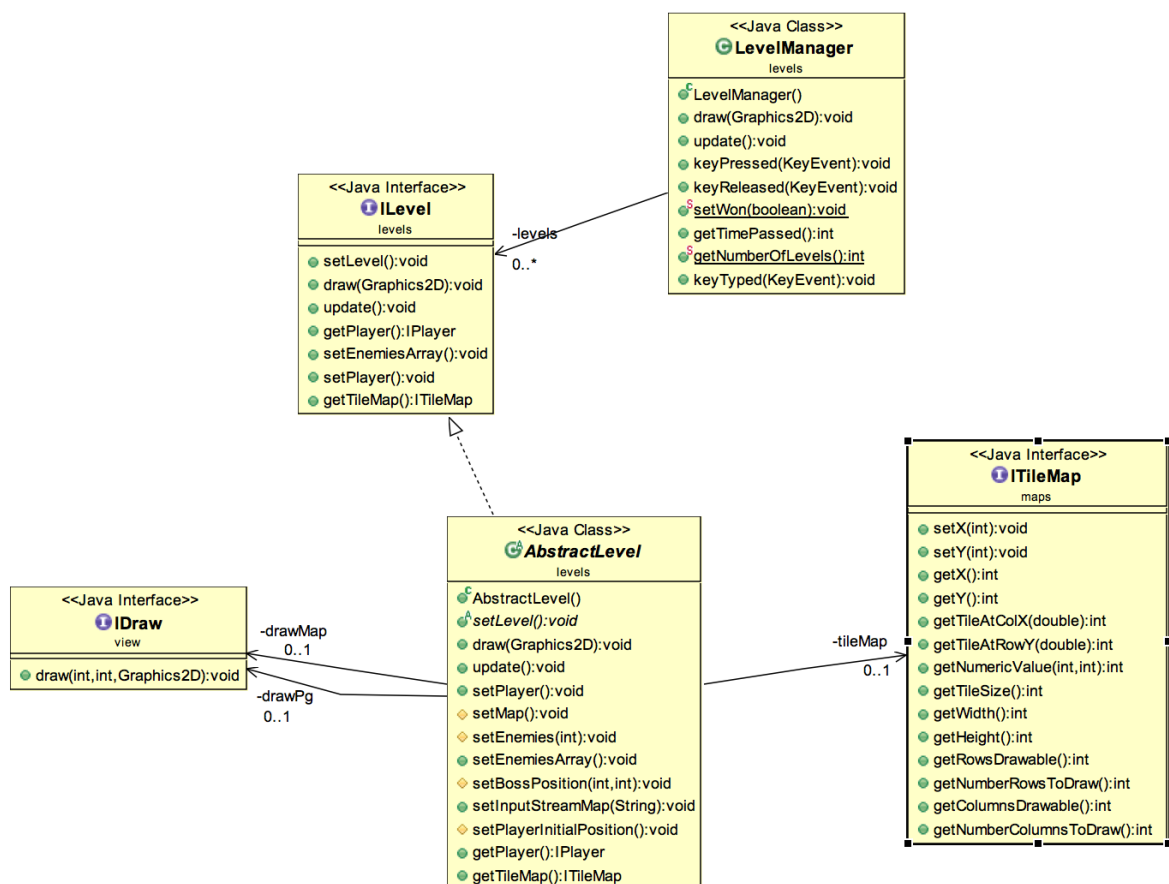 <<Java Class>>
LevelManager
levels
LevelManager()
draw(Graphics2D):void
update():void
keyPressed(KeyEvent):void
keyReleased(KeyEvent):void
setWon(boolean):void
getTimePassed():int
getNumberOfLevels():int
keyTyped(KeyEvent):void
<<Java Interface>>
ILevel
levels
setLevel():void
draw(Graphics2D):void
update():void
getPlayer():IPlayer
setEnemiesArray():void
setPlayer():void
getTileMap():ITileMap
-levels
0..*
<<Java Interface>>
ITileMap
maps
setX(int):void
setY(int):void
getX():int
getY():int
getTileAtColX(double):int
getTileAtRowY(double):int
getNumericValue(int,int):int
getTileSize():int
getWidth():int
getHeight():int
getRowsDrawable():int
getNumberRowsToDraw():int
getColumnsDrawable():int
getNumberColumnsToDraw():int
<<Java Class>>
AbstractLevel
levels
AbstractLevel()
setLevel():void
draw(Graphics2D):void
update():void
setPlayer():void
setMap():void
setEnemies(int):void
setEnemiesArray():void
setBossPosition(int,int):void
setInputStreamMap(String):void
setPlayerInitialPosition():void
getPlayer():IPlayer
getTileMap():ITileMap
<<Java Interface>>
IDraw
view
draw(int,int,Graphics2D):void
-drawMap
0..1
-drawPg
0..1
-tileMap
0..1